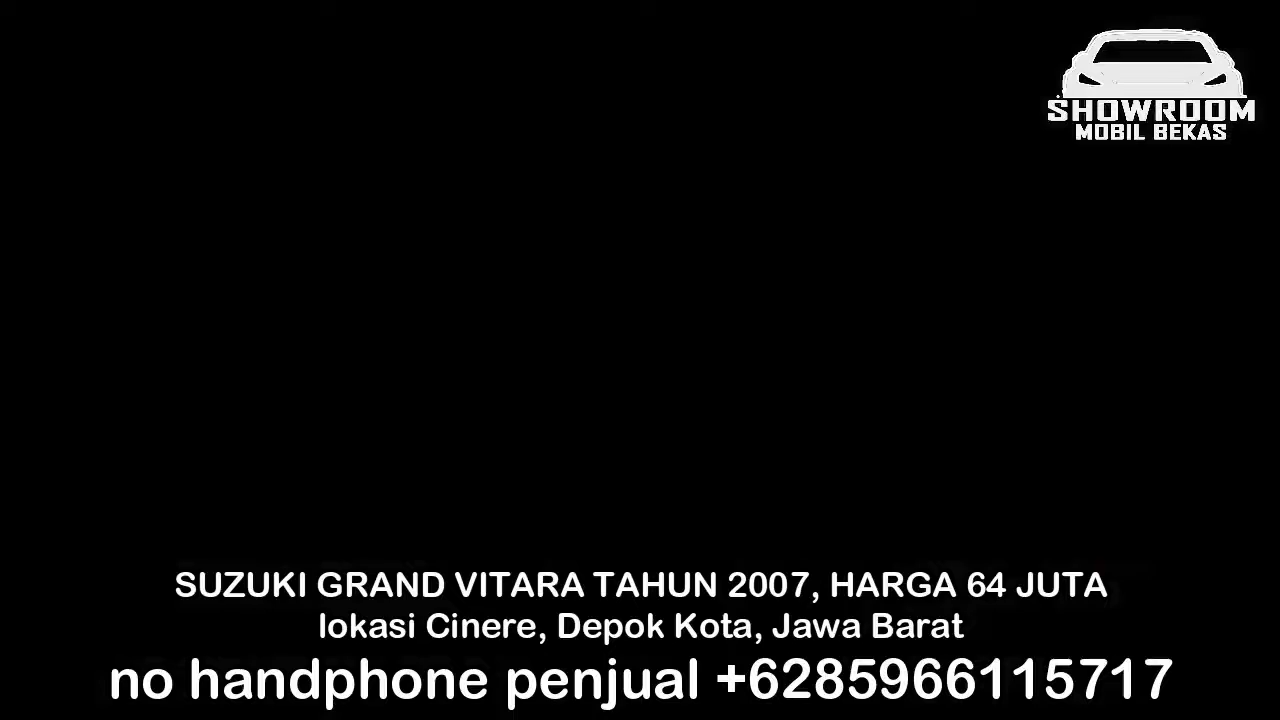 SHOWROOM
MOBIL BEKAS
SUZUKI GRAND VITARA TAHUN 2007, HARGA 64 JUTA
lokasi Cinere, Depok Kota, Jawa Barat
no handphone penjual +6285966115717